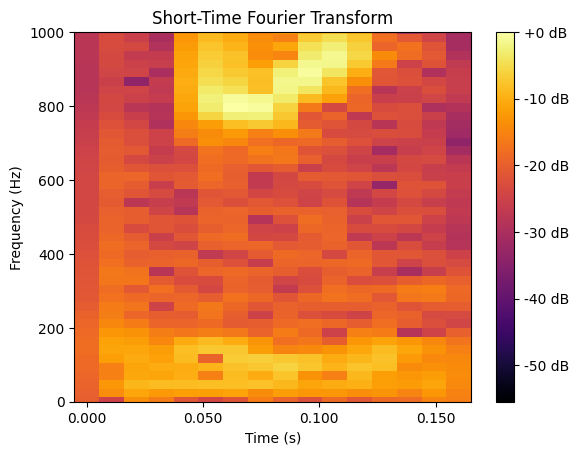 Short-Time Fourier Transform
1000
800
600
400
200
0
Frequency (Hz)
0.000
0.050
0.100
0.150
Time (s)
+0 dB
-10 dB
-20 dB
-30 dB
-40 dB
-50 dB